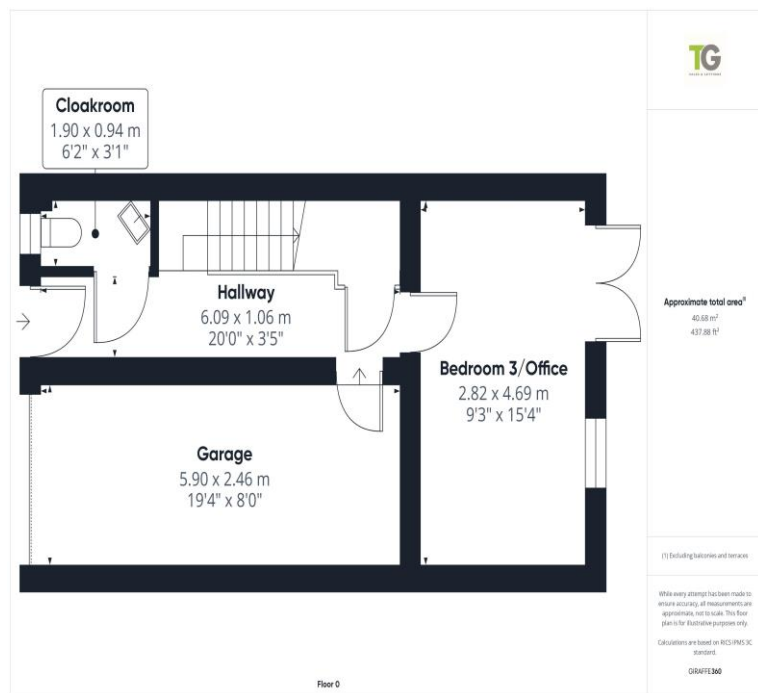 Cloakroom
1.90 x 0.94 m
6'2" x 3'1"
Hallway
6.09 x 1.06 m
20'0" x 3'5"
Bedroom 3/Office
2.82 x 4.69 m
9'3" x 15'4"
Garage
5.90 x 2.46 m
19'4" x 8'0"
Floor 0
TG
SALES & LETTINGS
Approximate total area⁽¹⁾
40.68 m²
437.88 ft²
(1) Excluding balconies and terraces
While every attempt has been made to
ensure accuracy, all measurements are
approximate, not to scale. This floor
plan is for illustrative purposes only.
Calculations are based on RICS IPMS 3C
standard.
GIRAFFE360